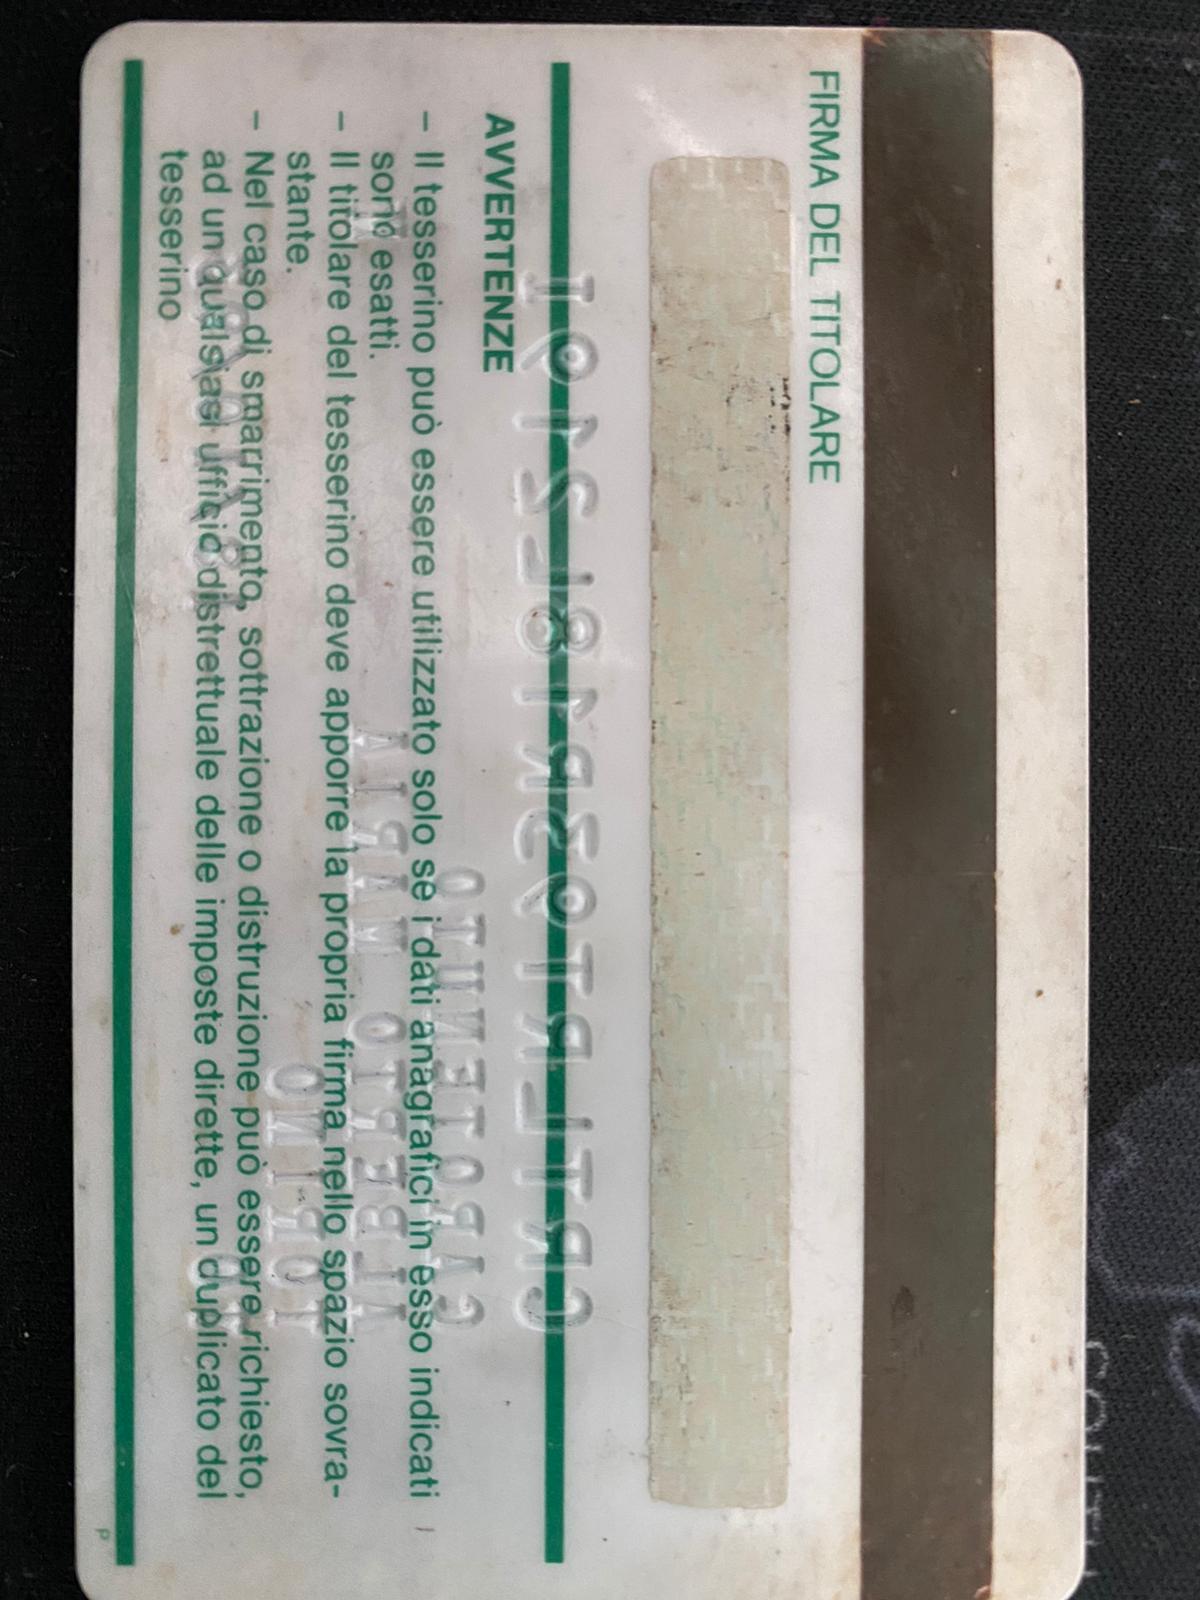 FIRMA DEL TITOLARE
AVVERTENZE
– Il tesserino può essere utilizzato solo se i dati anagrafici in esso indicati
sono esatti.
– Il titolare del tesserino deve apporre la propria firma nello spazio sovra-
stante.
– Nel caso di smarrimento, sottrazione o distruzione può essere richiesto,
ad un qualsiasi ufficio distrettuale delle imposte dirette, un duplicato del
tesserino
P